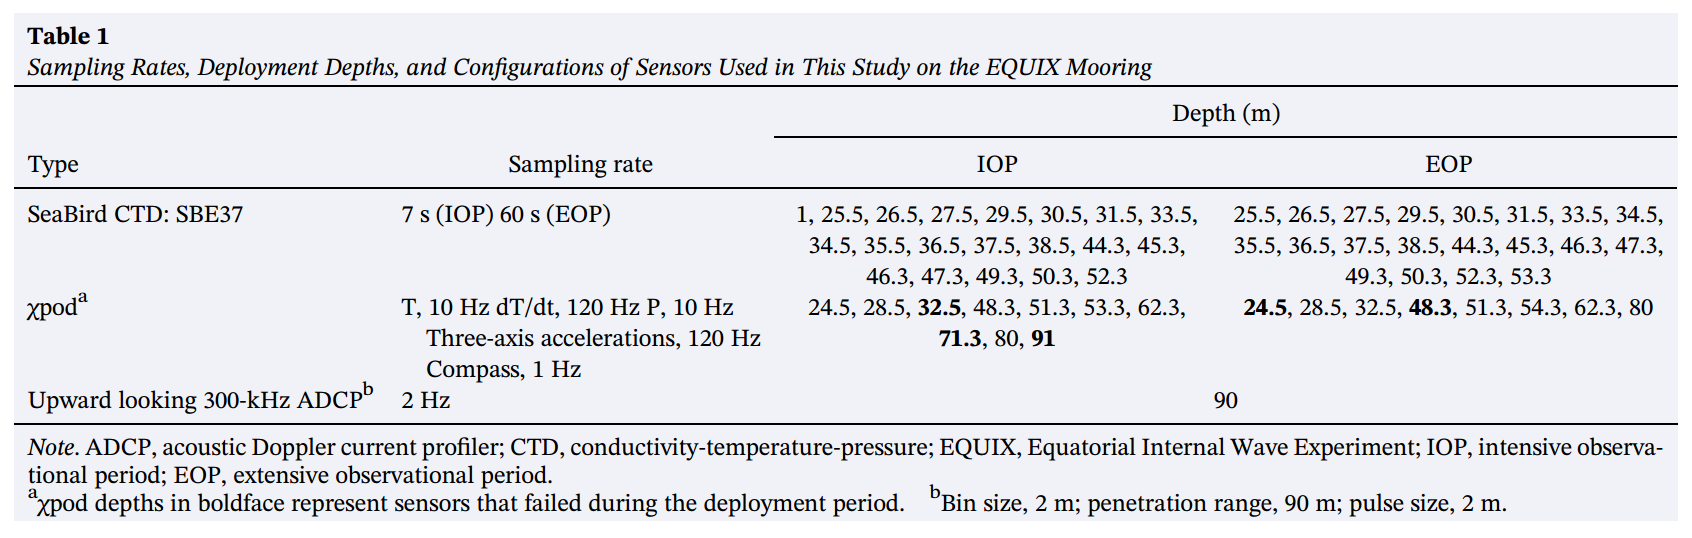 Table 1
Sampling Rates, Deployment Depths, and Configurations of Sensors Used in This Study on the EQUIX Mooring
Depth (m)
Type Sampling rate IOP EOP
SeaBird CTD: SBE37 7 s (IOP) 60 s (EOP) 1, 25.5, 26.5, 27.5, 29.5, 30.5, 31.5, 33.5, 25.5, 26.5, 27.5, 29.5, 30.5, 31.5, 33.5, 34.5,
34.5, 35.5, 36.5, 37.5, 38.5, 44.3, 45.3, 35.5, 36.5, 37.5, 38.5, 44.3, 45.3, 46.3, 47.3,
46.3, 47.3, 49.3, 50.3, 52.3 49.3, 50.3, 52.3, 53.3
χpodᵃ T, 10 Hz dT/dt, 120 Hz P, 10 Hz 24.5, 28.5, 32.5, 48.3, 51.3, 53.3, 62.3, 24.5, 28.5, 32.5, 48.3, 51.3, 54.3, 62.3, 80
Three-axis accelerations, 120 Hz 71.3, 80, 91
Compass, 1 Hz
Upward looking 300-kHz ADCPᵇ 2 Hz 90
Note. ADCP, acoustic Doppler current profiler; CTD, conductivity-temperature-pressure; EQUIX, Equatorial Internal Wave Experiment; IOP, intensive observa-
tional period; EOP, extensive observational period.
ᵃχpod depths in boldface represent sensors that failed during the deployment period. ᵇBin size, 2 m; penetration range, 90 m; pulse size, 2 m.